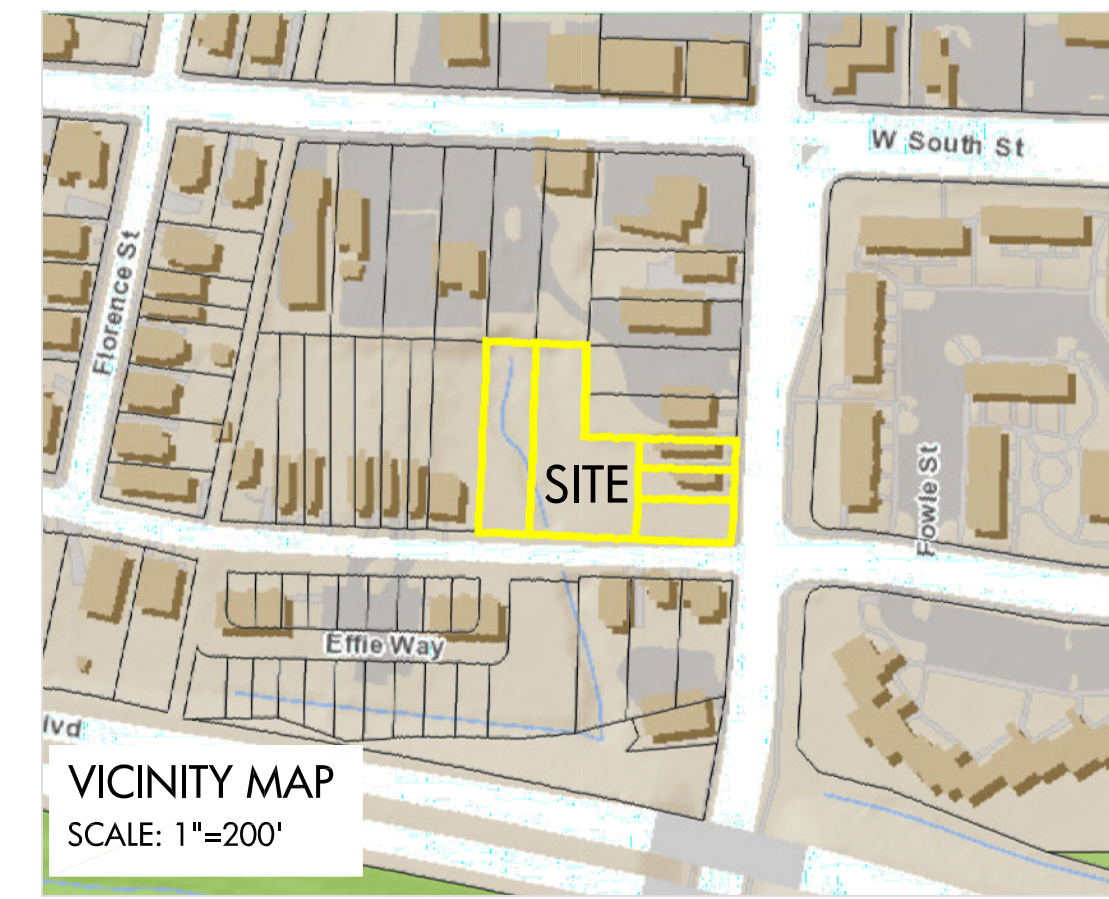 W South St
Florence St
SITE
Fowle St
Effie Way
lvd
VICINITY MAP
SCALE: 1"=200'